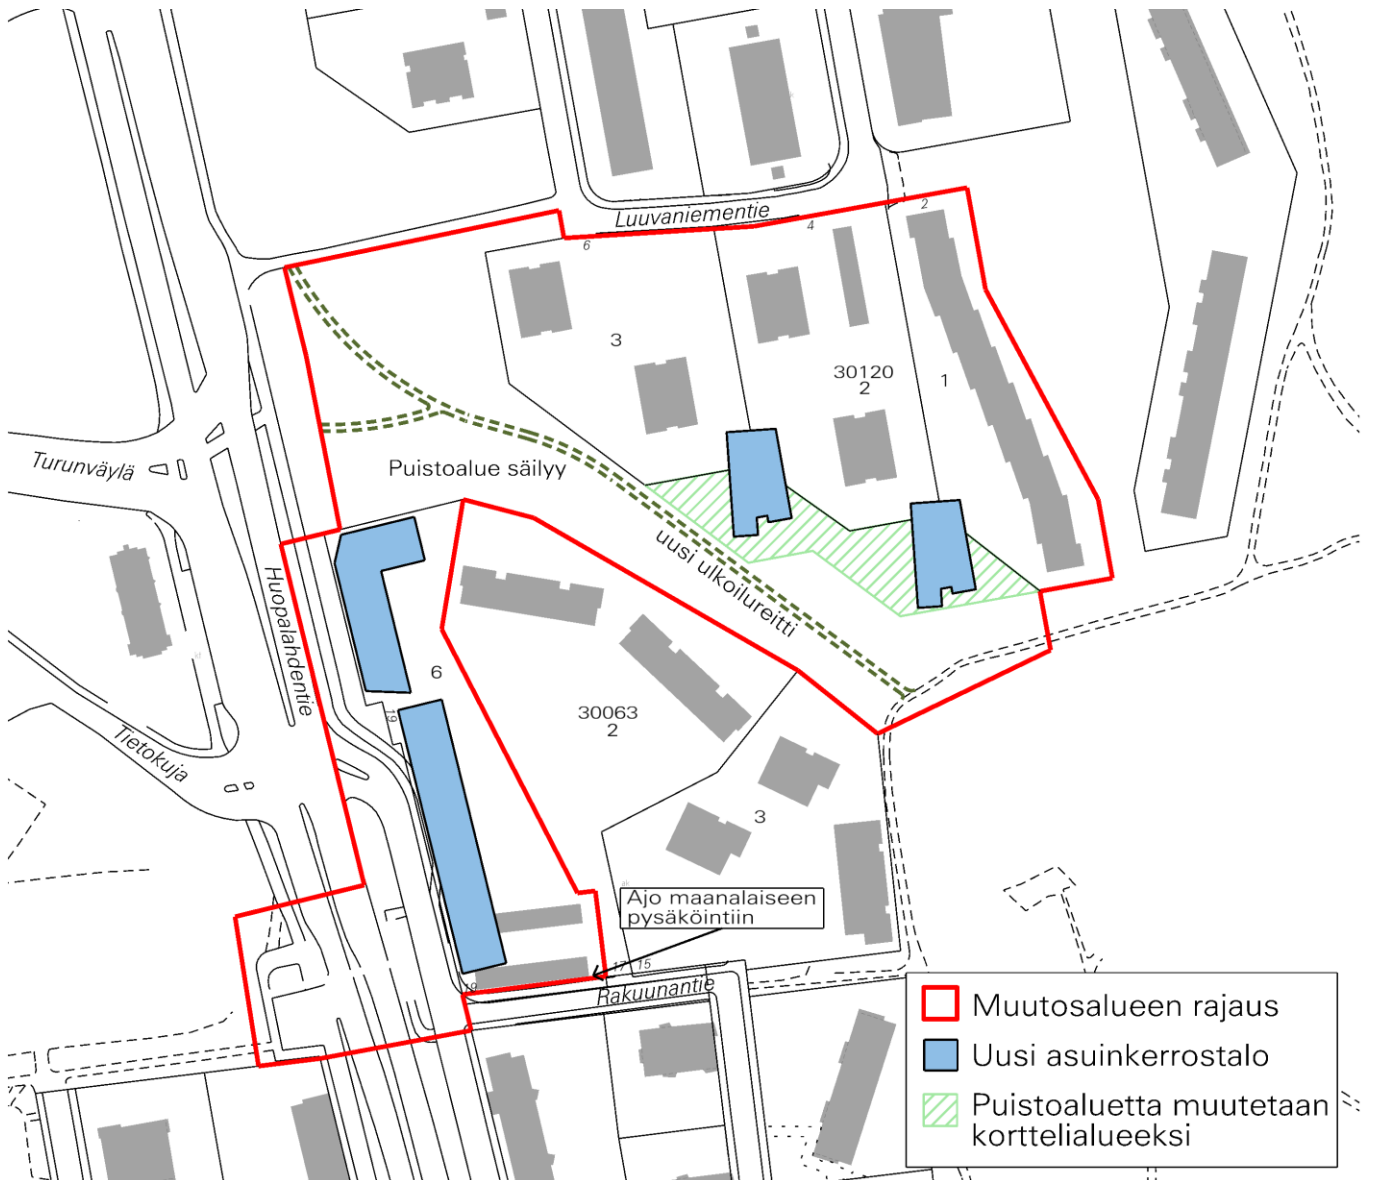 Luuvaniementie
2
4
6
3
30120
2
1
Turunväylä
Puistoalue säilyy
uusi ulkoilureitti
Huopalahdentie
6
19
30063
2
Tietokuja
3
Ajo maanalaiseen
pysäköintiin
17
15
19
Rakuunantie
Muutosalueen rajaus
Uusi asuinkerrostalo
Puistoaluetta muutetaan
korttelialueeksi